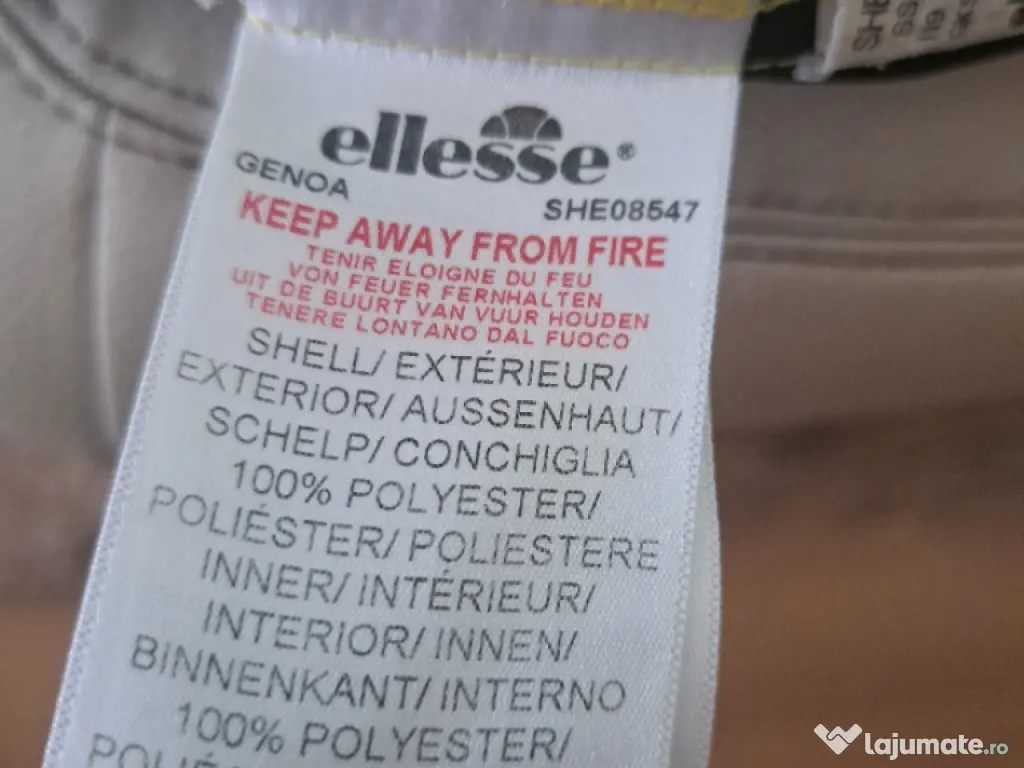 ellesse®
GENOA
SHE08547
KEEP AWAY FROM FIRE
TENIR ELOIGNE DU FEU
VON FEUER FERNHALTEN
UIT DE BUURT VAN VUUR HOUDEN
TENERE LONTANO DAL FUOCO
SHELL/ EXTÉRIEUR/
EXTERIOR/ AUSSENHAUT/
SCHELP/ CONCHIGLIA
100% POLYESTER/
POLIÉSTER/ POLIESTERE
INNER/ INTÉRIEUR/
INTERIOR/ INNEN/
BINNENKANT/ INTERNO
100% POLYESTER/
SHE
SS
lajumate.ro